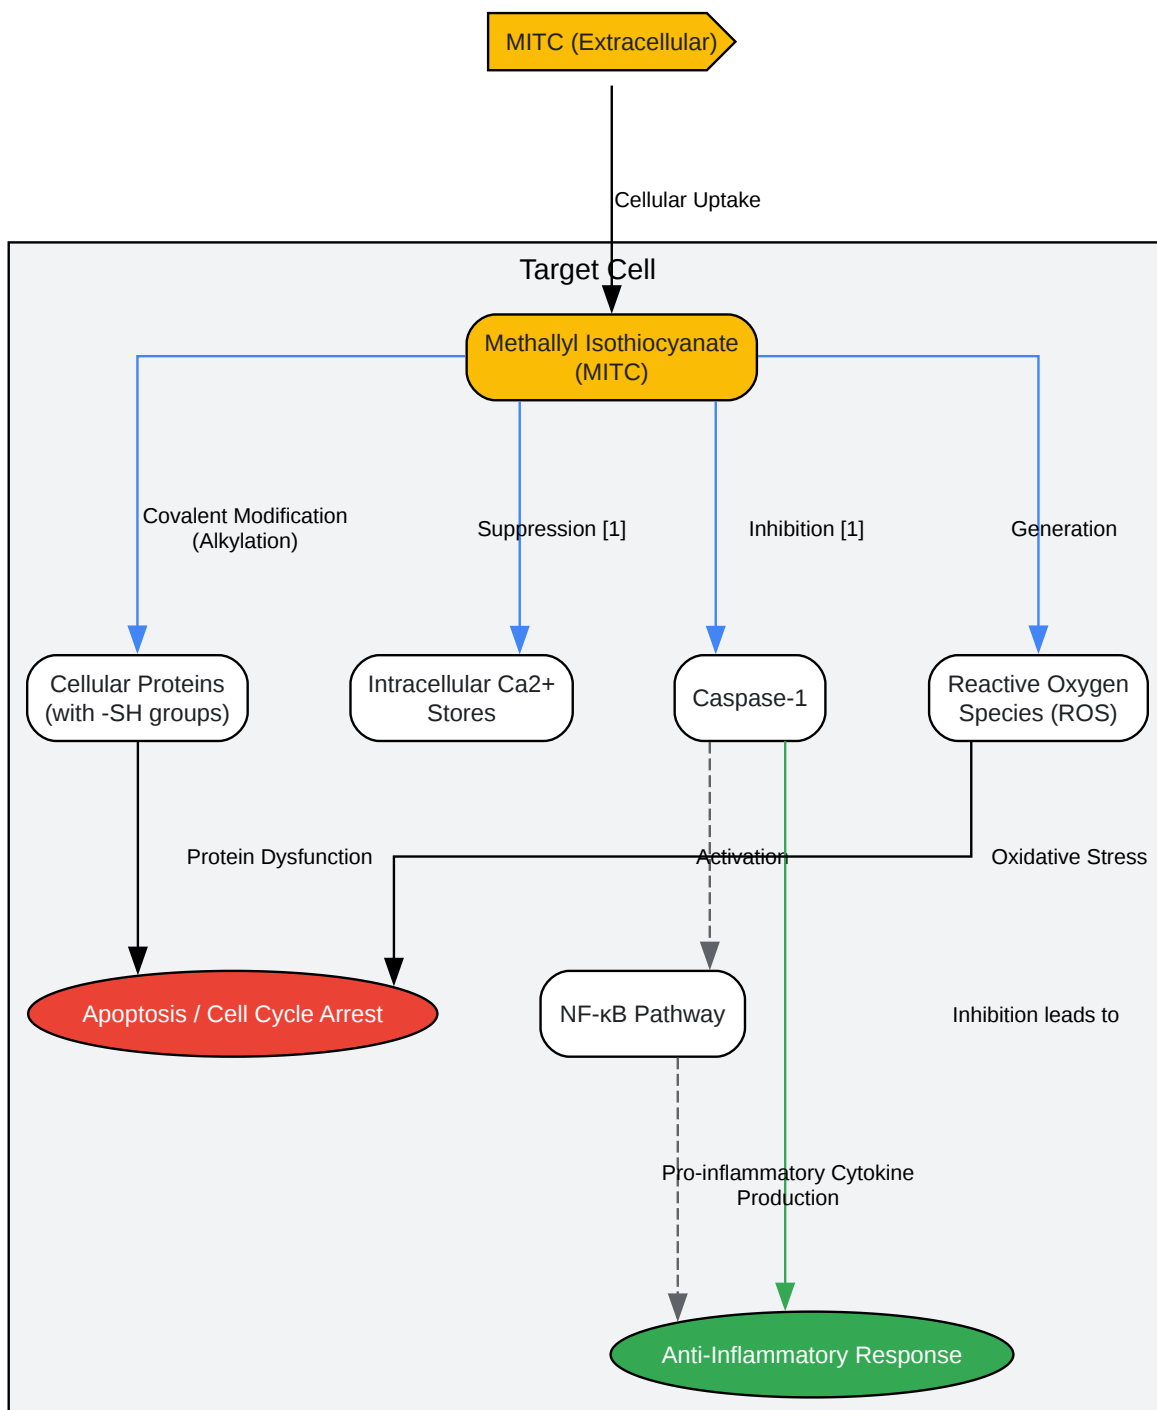 MITC (Extracellular)
Cellular Uptake
Target Cell
Methallyl Isothiocyanate
(MITC)
Covalent Modification
(Alkylation)
Suppression [1]
Inhibition [1]
Generation
Cellular Proteins
(with -SH groups)
Intracellular Ca2+
Stores
Caspase-1
Reactive Oxygen
Species (ROS)
Protein Dysfunction
Activation
Oxidative Stress
Apoptosis / Cell Cycle Arrest
NF-κB Pathway
Inhibition leads to
Pro-inflammatory Cytokine
Production
Anti-Inflammatory Response